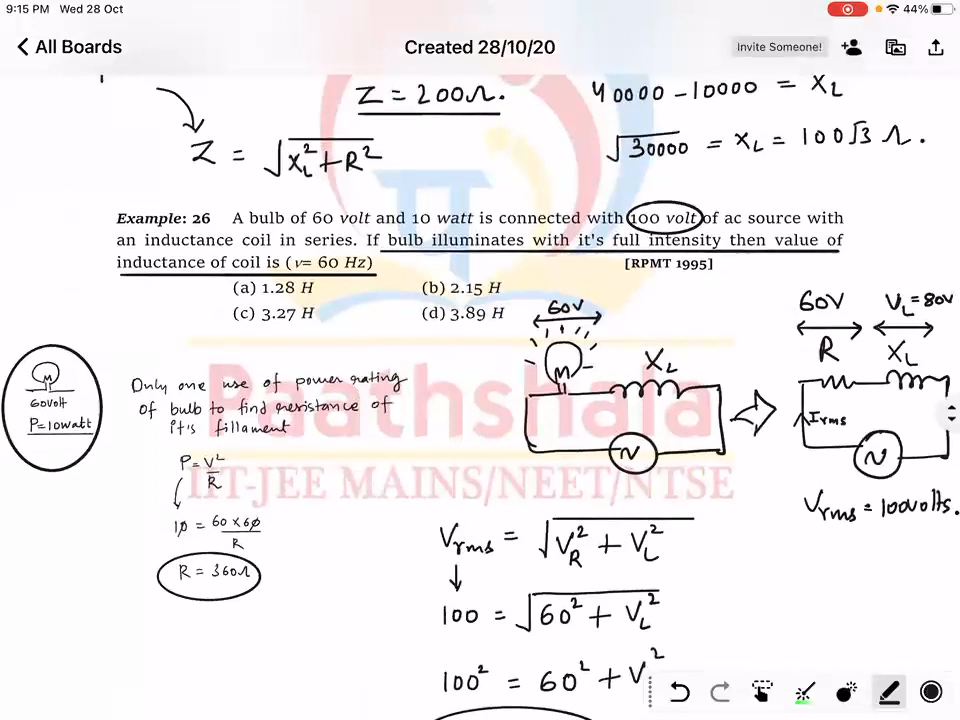 9:15 PM Wed 28 Oct
44%
All Boards
Created 28/10/20
Invite Someone!
Z = 200Ω.
40000 - 10000 = XL
Z = √XL² + R²
√30000 = XL = 100√3 Ω.
Example: 26 A bulb of 60 volt and 10 watt is connected with 100 volt of ac source with
an inductance coil in series. If bulb illuminates with it's full intensity then value of
inductance of coil is (ν= 60 Hz)
[RPMT 1995]
(a) 1.28 H
(b) 2.15 H
(c) 3.27 H
(d) 3.89 H
60V
XL
60V
VL=80V
R
XL
Irms
Vrms = 100volts.
60volt
P=10watt
Only one use of power rating
of bulb to find resistance of
it's fillament
P=V²/R
10 = 60×60/R
R = 360Ω
Paathshala
IIT-JEE MAINS/NEET/NTSE
Vrms = √VR² + VL²
100 = √60² + VL²
100² = 60² + V²